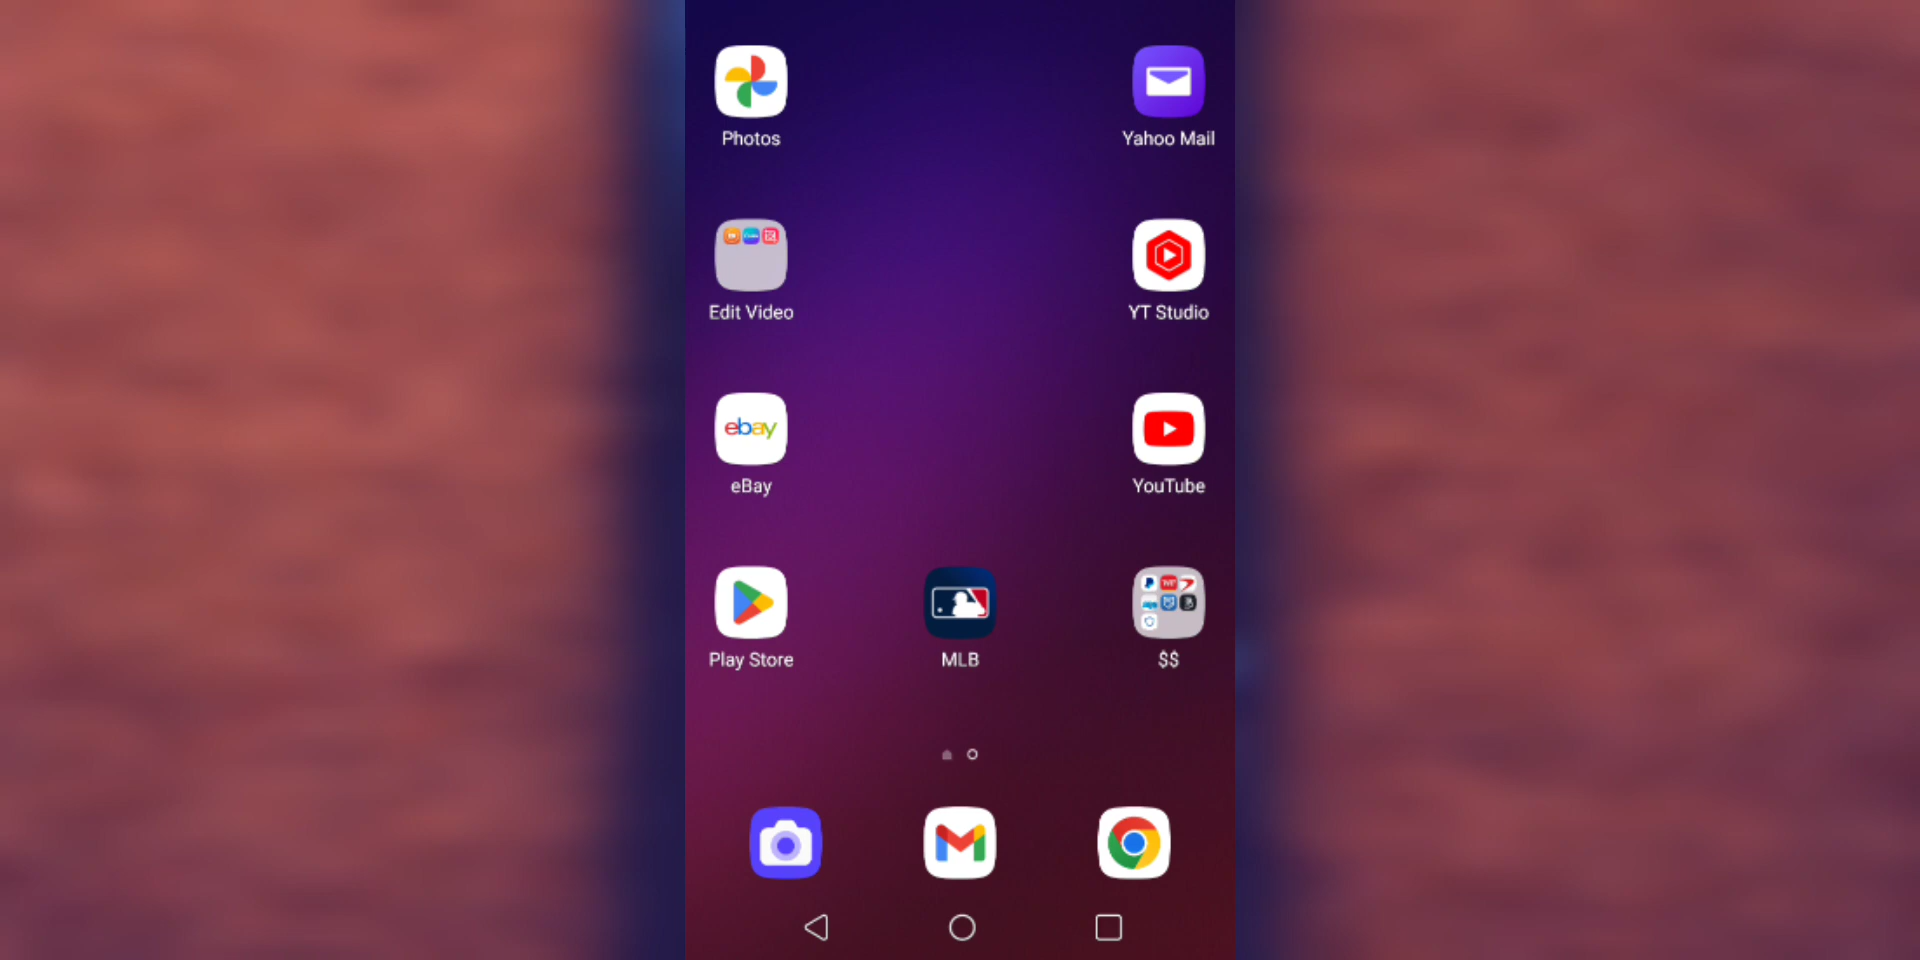 Photos
Yahoo Mail
Edit Video
YT Studio
ebay
eBay
YouTube
Play Store
MLB
$$